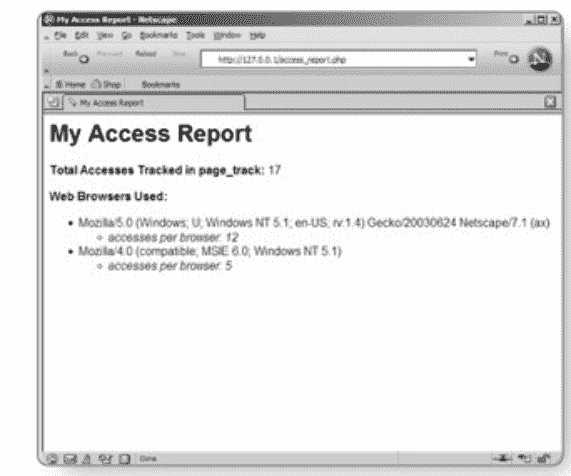 My Access Report - Netscape
File Edit View Go Bookmarks Tools Window Help
Back Forward Reload Stop http://127.0.0.1/access_report.php Print N
Home Shop Bookmarks
My Access Report
My Access Report
Total Accesses Tracked in page_track: 17
Web Browsers Used:
Mozilla/5.0 (Windows; U; Windows NT 5.1; en-US; rv:1.4) Gecko/20030624 Netscape/7.1 (ax)
accesses per browser: 12
Mozilla/4.0 (compatible; MSIE 6.0; Windows NT 5.1)
accesses per browser: 5
Done